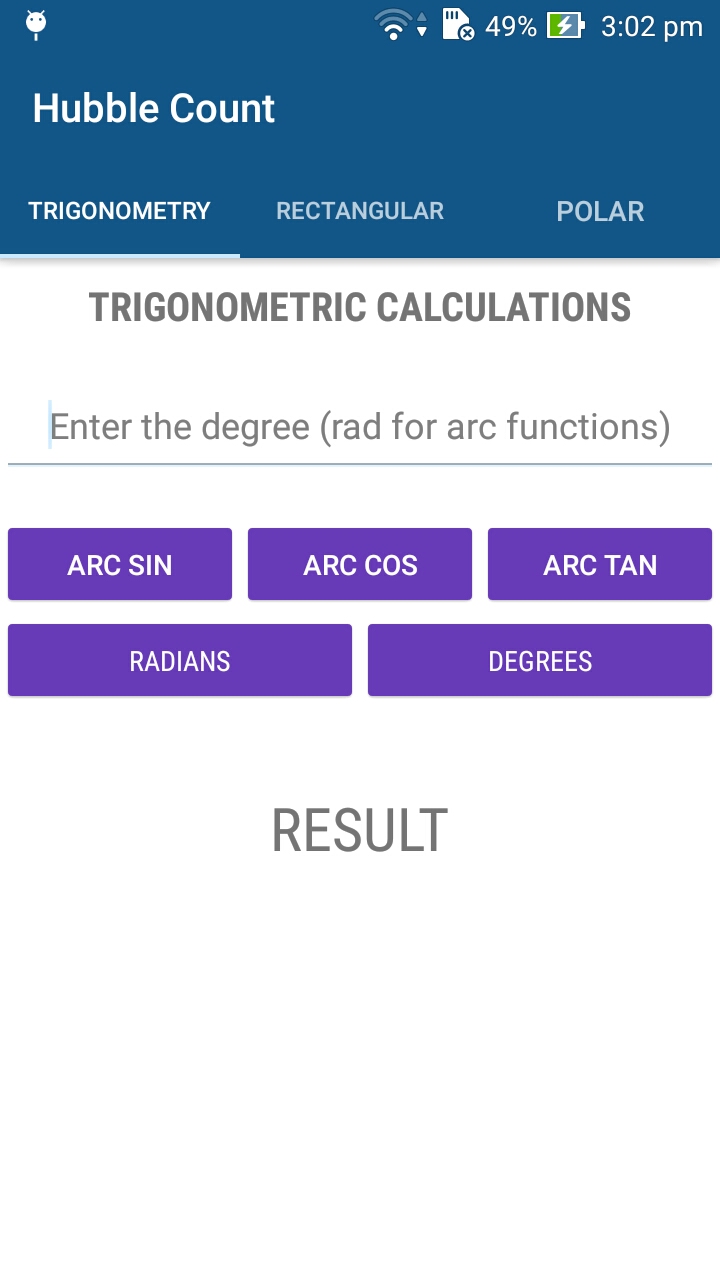 49% 3:02 pm
Hubble Count
TRIGONOMETRY RECTANGULAR POLAR
TRIGONOMETRIC CALCULATIONS
Enter the degree (rad for arc functions)
ARC SIN ARC COS ARC TAN
RADIANS DEGREES
RESULT